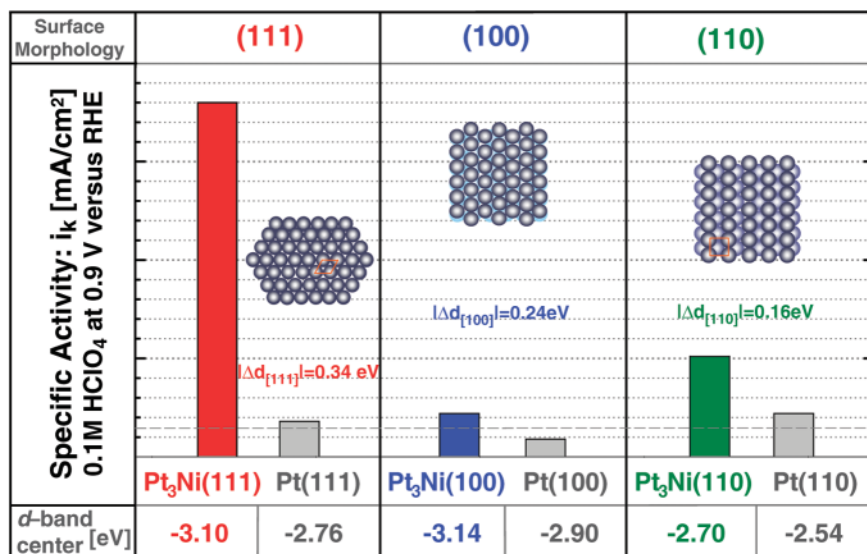 Surface Morphology
(111)
(100)
(110)
Specific Activity: iₖ [mA/cm²]
0.1M HClO₄ at 0.9 V versus RHE
|Δd[111]|=0.34 eV
|Δd[100]|=0.24eV
|Δd[110]|=0.16eV
Pt₃Ni(111)
Pt(111)
Pt₃Ni(100)
Pt(100)
Pt₃Ni(110)
Pt(110)
d–band
center [eV]
-3.10
-2.76
-3.14
-2.90
-2.70
-2.54